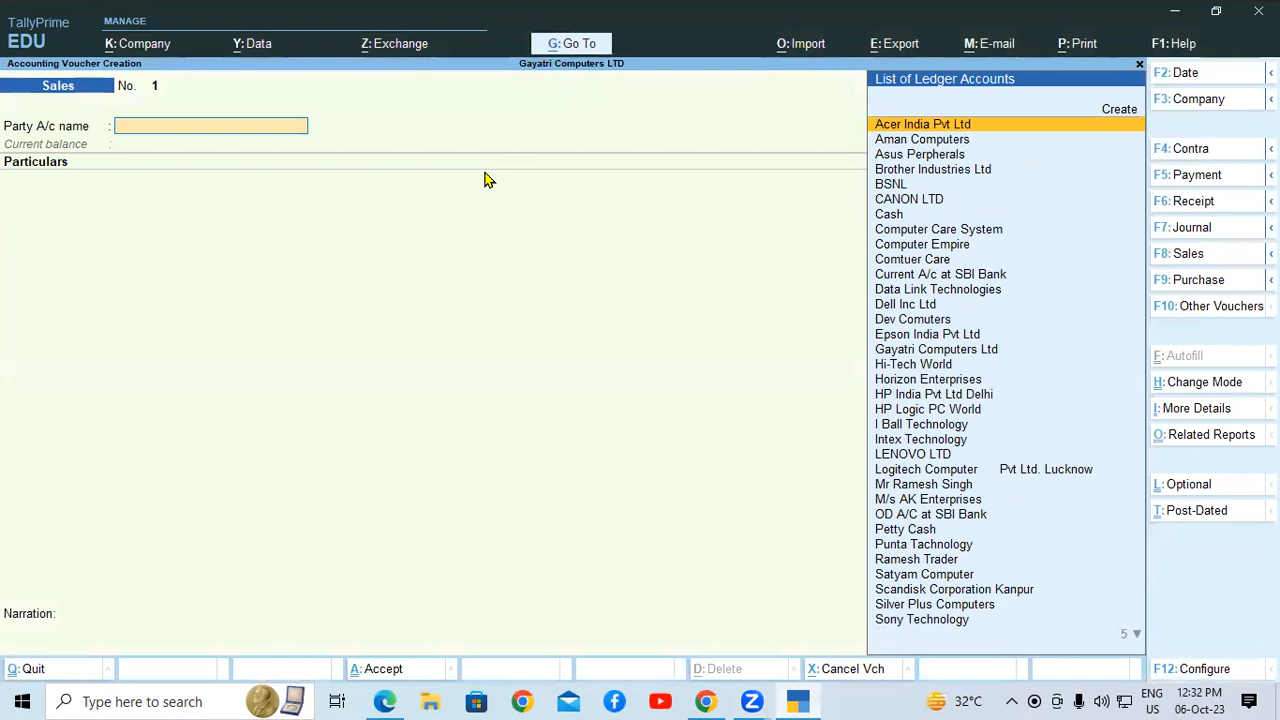 TallyPrime
EDU
MANAGE
K: Company
Y: Data
Z: Exchange
G: Go To
O: Import
E: Export
M: E-mail
P: Print
F1: Help
Accounting Voucher Creation
Gayatri Computers LTD
Sales
No. 1
Party A/c name :
Current balance :
Particulars
Narration:
List of Ledger Accounts
Create
Acer India Pvt Ltd
Aman Computers
Asus Perpherals
Brother Industries Ltd
BSNL
CANON LTD
Cash
Computer Care System
Computer Empire
Comtuer Care
Current A/c at SBI Bank
Data Link Technologies
Dell Inc Ltd
Dev Comuters
Epson India Pvt Ltd
Gayatri Computers Ltd
Hi-Tech World
Horizon Enterprises
HP India Pvt Ltd Delhi
HP Logic PC World
I Ball Technology
Intex Technology
LENOVO LTD
Logitech Computer Pvt Ltd. Lucknow
Mr Ramesh Singh
M/s AK Enterprises
OD A/C at SBI Bank
Petty Cash
Punta Tachnology
Ramesh Trader
Satyam Computer
Scandisk Corporation Kanpur
Silver Plus Computers
Sony Technology
5 ▼
F2: Date
F3: Company
F4: Contra
F5: Payment
F6: Receipt
F7: Journal
F8: Sales
F9: Purchase
F10: Other Vouchers
F: Autofill
H: Change Mode
I: More Details
O: Related Reports
L: Optional
T: Post-Dated
Q: Quit
A: Accept
D: Delete
X: Cancel Vch
F12: Configure
Type here to search
32°C
ENG
US
12:32 PM
06-Oct-23